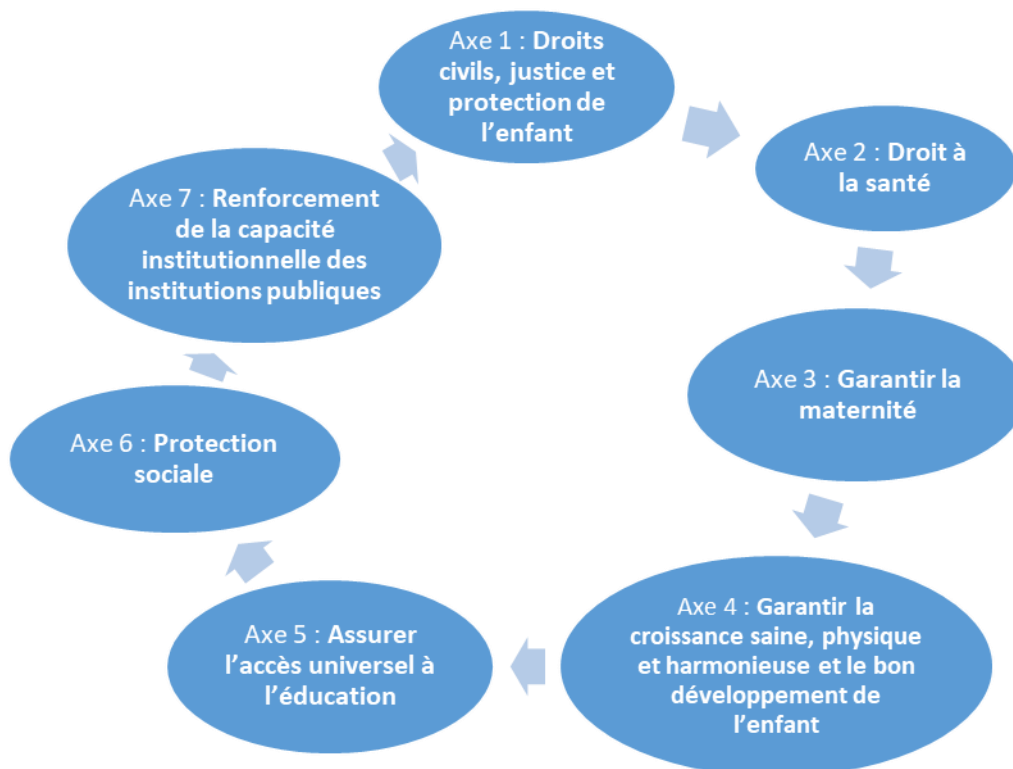 Axe 1 : Droits
civils, justice et
protection de
l’enfant
Axe 2 : Droit à
la santé
Axe 3 : Garantir la
maternité
Axe 4 : Garantir la
croissance saine, physique
et harmonieuse et le bon
développement de
l’enfant
Axe 5 : Assurer
l’accès universel à
l’éducation
Axe 6 : Protection
sociale
Axe 7 : Renforcement
de la capacité
institutionnelle des
institutions publiques